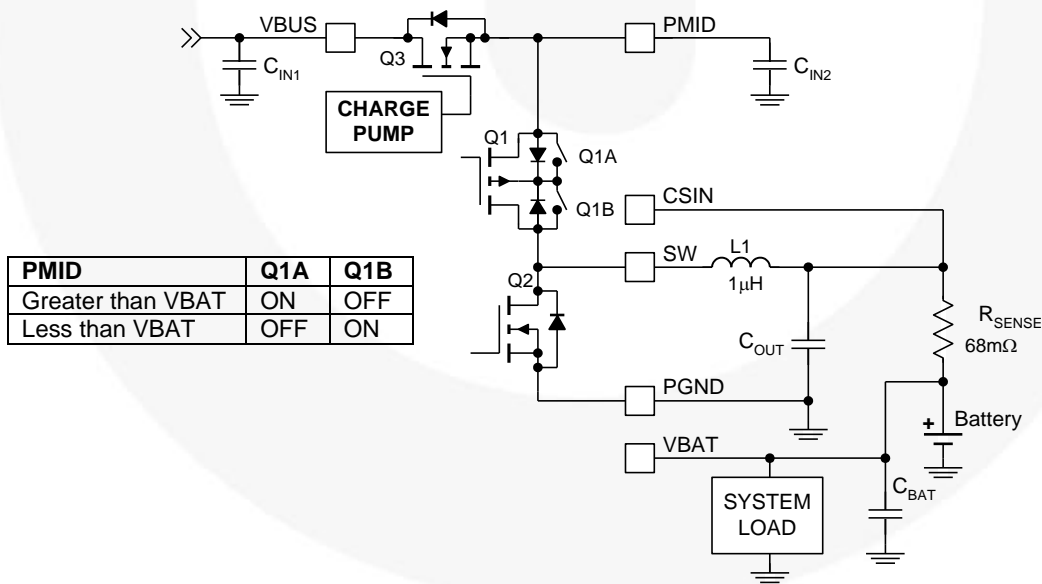 VBUS
PMID
Q3
C_IN1
C_IN2
CHARGE
PUMP
Q1
Q1A
Q1B
CSIN
SW
L1
1μH
PMID Q1A Q1B
Greater than VBAT ON OFF
Less than VBAT OFF ON
Q2
R_SENSE
68mΩ
C_OUT
PGND
+ Battery
VBAT
C_BAT
SYSTEM
LOAD